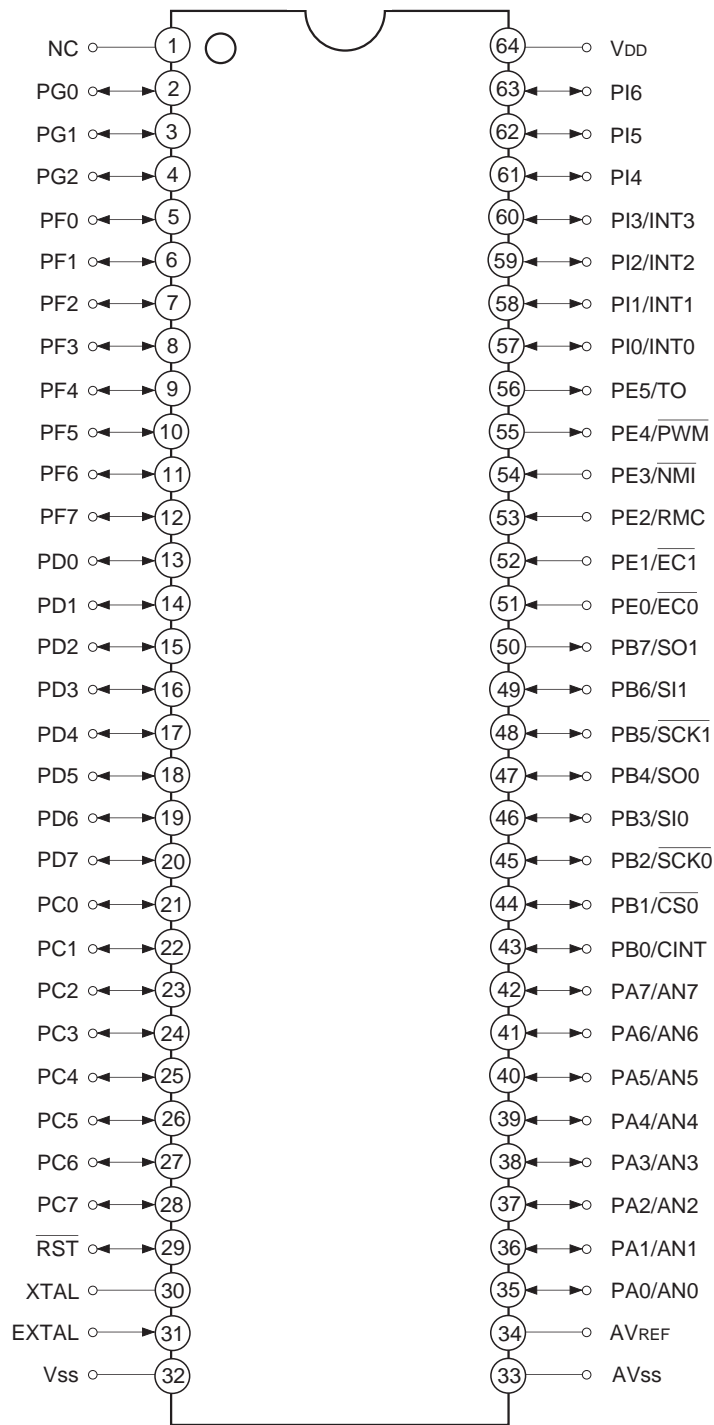 NC 1 64 VDD
PG0 2 63 PI6
PG1 3 62 PI5
PG2 4 61 PI4
PF0 5 60 PI3/INT3
PF1 6 59 PI2/INT2
PF2 7 58 PI1/INT1
PF3 8 57 PI0/INT0
PF4 9 56 PE5/TO
PF5 10 55 PE4/PWM
PF6 11 54 PE3/NMI
PF7 12 53 PE2/RMC
PD0 13 52 PE1/EC1
PD1 14 51 PE0/EC0
PD2 15 50 PB7/SO1
PD3 16 49 PB6/SI1
PD4 17 48 PB5/SCK1
PD5 18 47 PB4/SO0
PD6 19 46 PB3/SI0
PD7 20 45 PB2/SCK0
PC0 21 44 PB1/CS0
PC1 22 43 PB0/CINT
PC2 23 42 PA7/AN7
PC3 24 41 PA6/AN6
PC4 25 40 PA5/AN5
PC5 26 39 PA4/AN4
PC6 27 38 PA3/AN3
PC7 28 37 PA2/AN2
RST 29 36 PA1/AN1
XTAL 30 35 PA0/AN0
EXTAL 31 34 AVREF
Vss 32 33 AVss